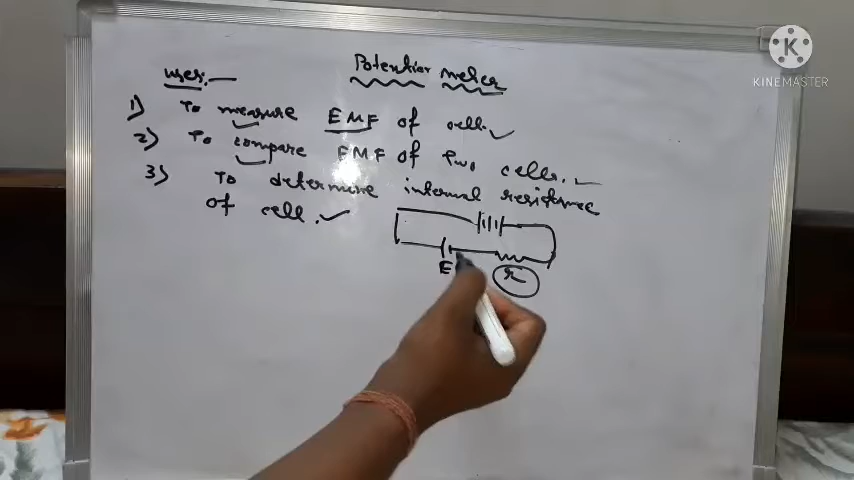 Potentiometer
uses:—
1) To measure EMF of cell.
2) To compare EMF of two cells.
3) To determine internal resistance
of cell.
E
r
K
KINEMASTER